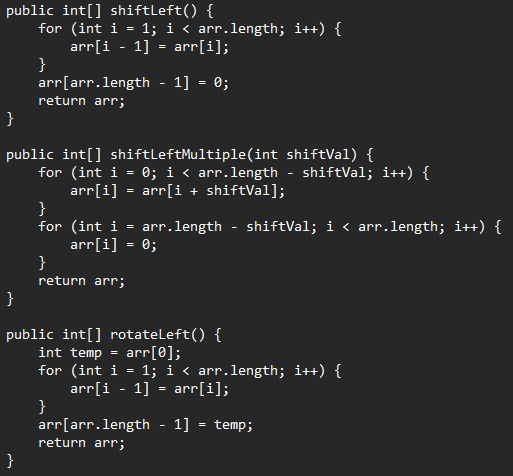 public int[] shiftLeft() {
    for (int i = 1; i < arr.length; i++) {
        arr[i - 1] = arr[i];
    }
    arr[arr.length - 1] = 0;
    return arr;
}

public int[] shiftLeftMultiple(int shiftVal) {
    for (int i = 0; i < arr.length - shiftVal; i++) {
        arr[i] = arr[i + shiftVal];
    }
    for (int i = arr.length - shiftVal; i < arr.length; i++) {
        arr[i] = 0;
    }
    return arr;
}

public int[] rotateLeft() {
    int temp = arr[0];
    for (int i = 1; i < arr.length; i++) {
        arr[i - 1] = arr[i];
    }
    arr[arr.length - 1] = temp;
    return arr;
}